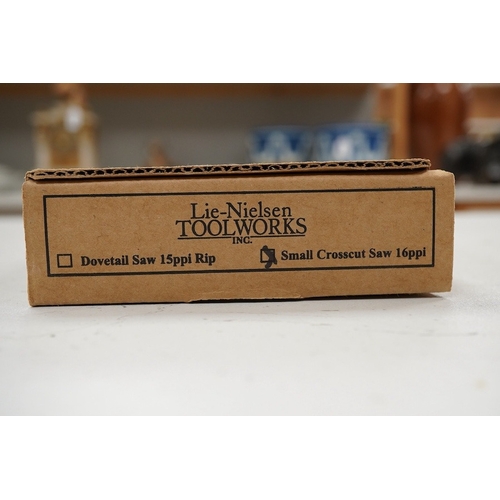 Lie-Nielsen
TOOLWORKS
INC.
Dovetail Saw 15ppi Rip Small Crosscut Saw 16ppi